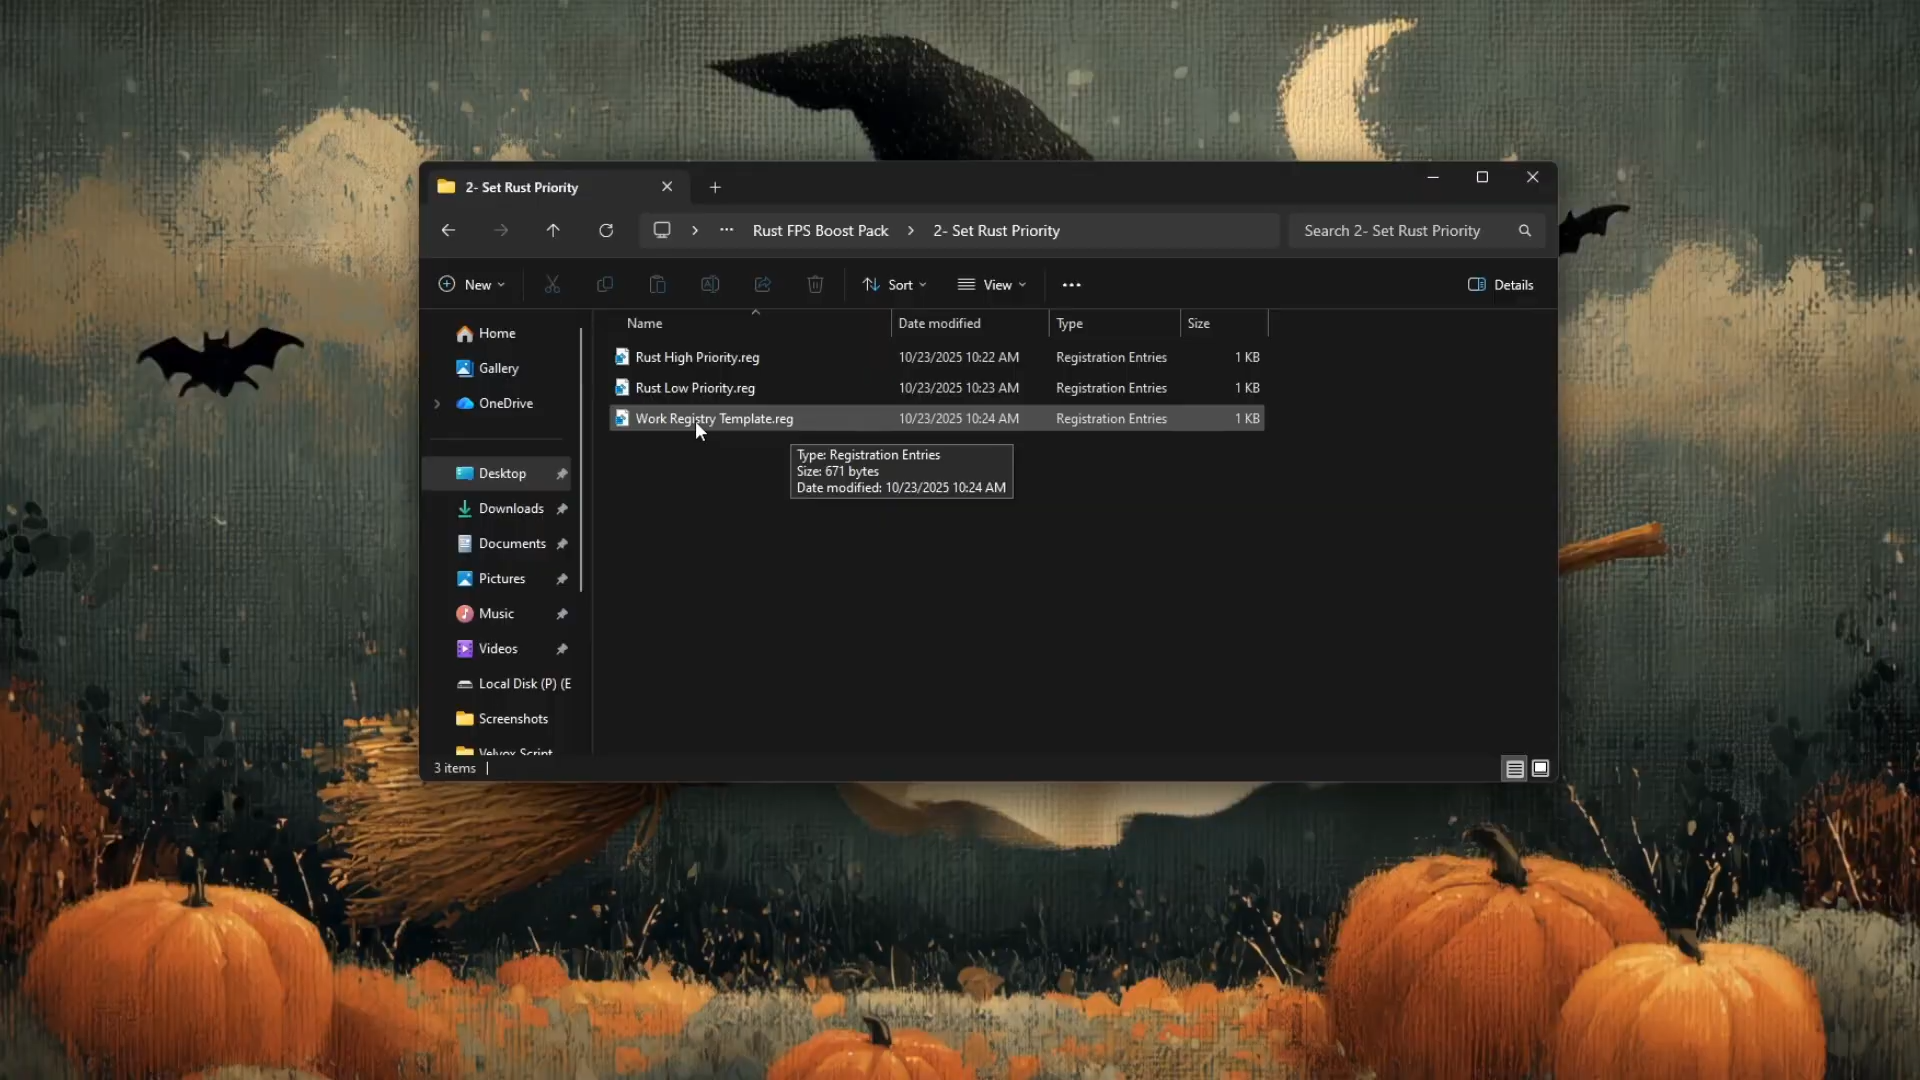 2- Set Rust Priority
Rust FPS Boost Pack > 2- Set Rust Priority
Search 2- Set Rust Priority
New
Sort
View
Details
Name Date modified Type Size
Rust High Priority.reg 10/23/2025 10:22 AM Registration Entries 1 KB
Rust Low Priority.reg 10/23/2025 10:23 AM Registration Entries 1 KB
Work Registry Template.reg 10/23/2025 10:24 AM Registration Entries 1 KB
Type: Registration Entries
Size: 671 bytes
Date modified: 10/23/2025 10:24 AM
Home
Gallery
OneDrive
Desktop
Downloads
Documents
Pictures
Music
Videos
Local Disk (P) (E
Screenshots
Velvox Script
3 items